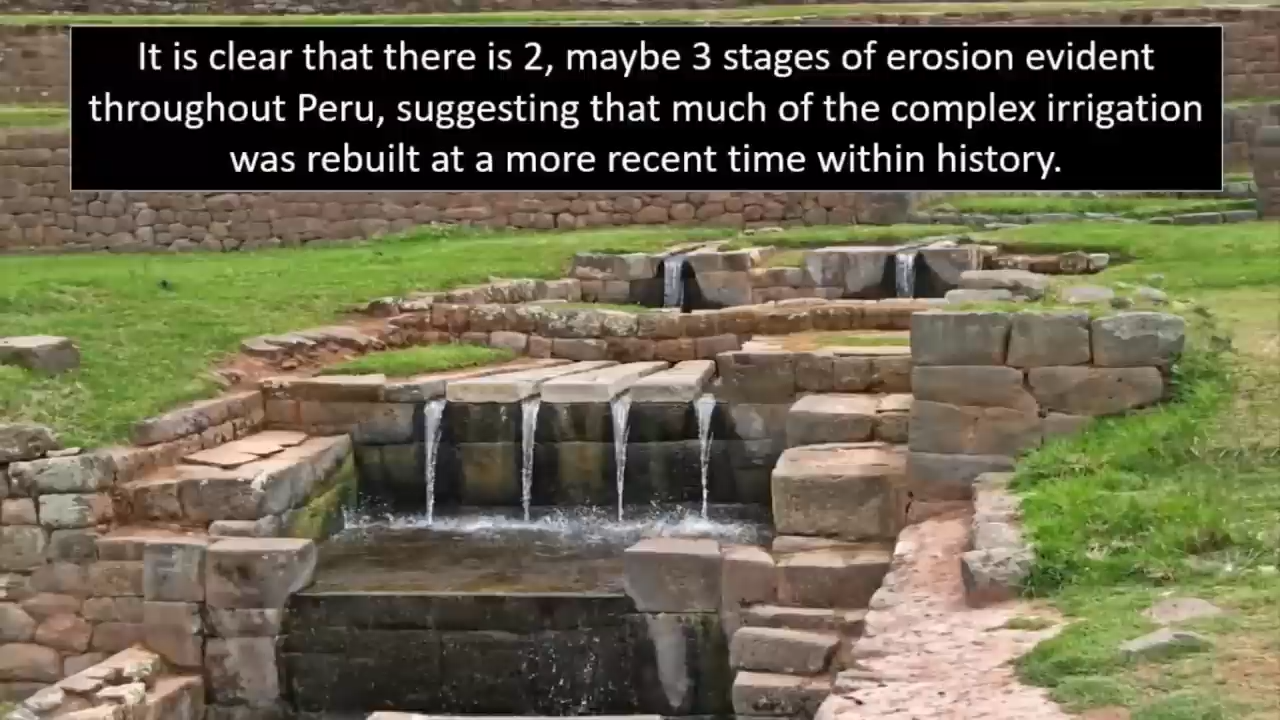 It is clear that there is 2, maybe 3 stages of erosion evident
throughout Peru, suggesting that much of the complex irrigation
was rebuilt at a more recent time within history.